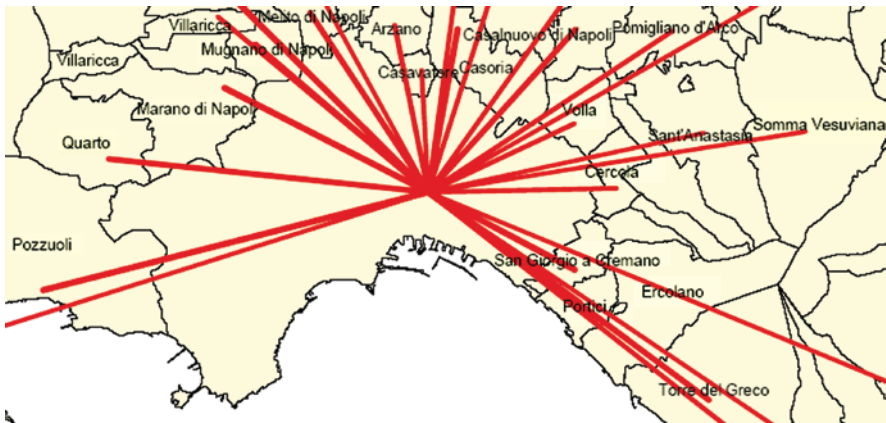 Villaricca
Melito di Napoli
Arzano
Casalnuovo di Napoli
Pomigliano d'Arco
Mugnano di Napoli
Villaricca
Casavatore
Casoria
Marano di Napoli
Volla
Sant'Anastasia
Somma Vesuviana
Quarto
Cercola
Pozzuoli
San Giorgio a Cremano
Ercolano
Portici
Torre del Greco